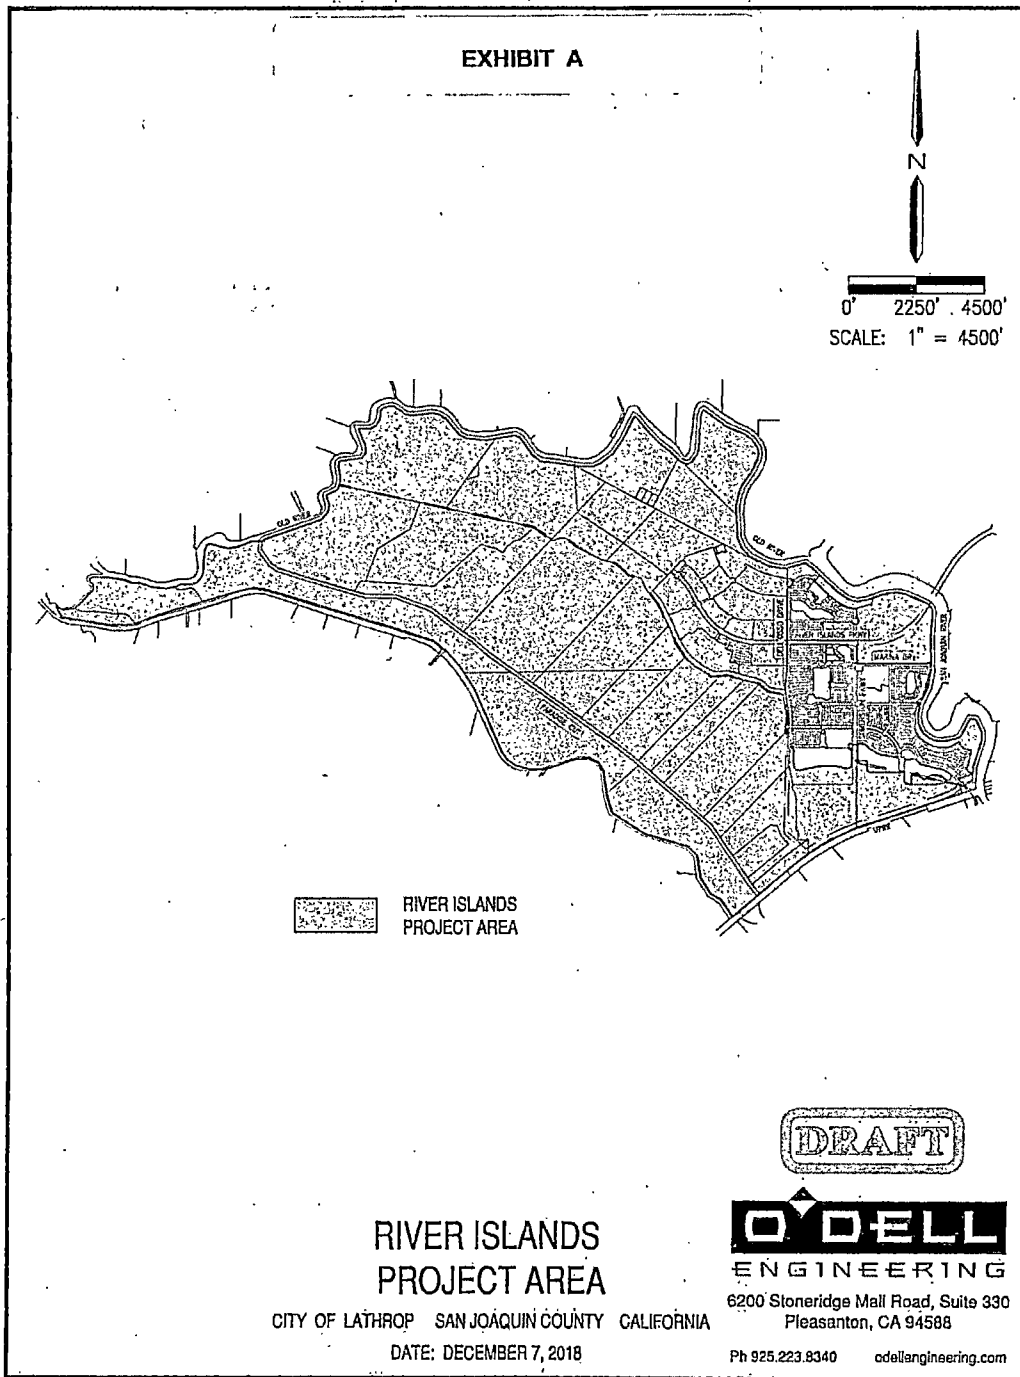 EXHIBIT A
N
0' 2250' 4500'
SCALE: 1" = 4500'
OLD RIVER
OLD RIVER
RIVER ISLANDS PKWY
SAN JOAQUIN RIVER
PARADISE CUT
UPRR
RIVER ISLANDS
PROJECT AREA
DRAFT
O'DELL
ENGINEERING
6200 Stoneridge Mall Road, Suite 330
Pleasanton, CA 94588
Ph 925.223.8340 odellengineering.com
RIVER ISLANDS
PROJECT AREA
CITY OF LATHROP SAN JOAQUIN COUNTY CALIFORNIA
DATE: DECEMBER 7, 2018